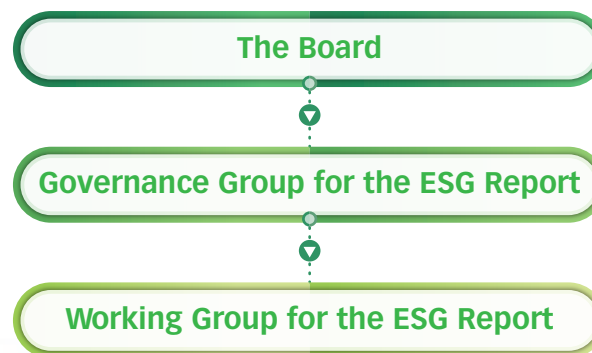 The Board
Governance Group for the ESG Report
Working Group for the ESG Report